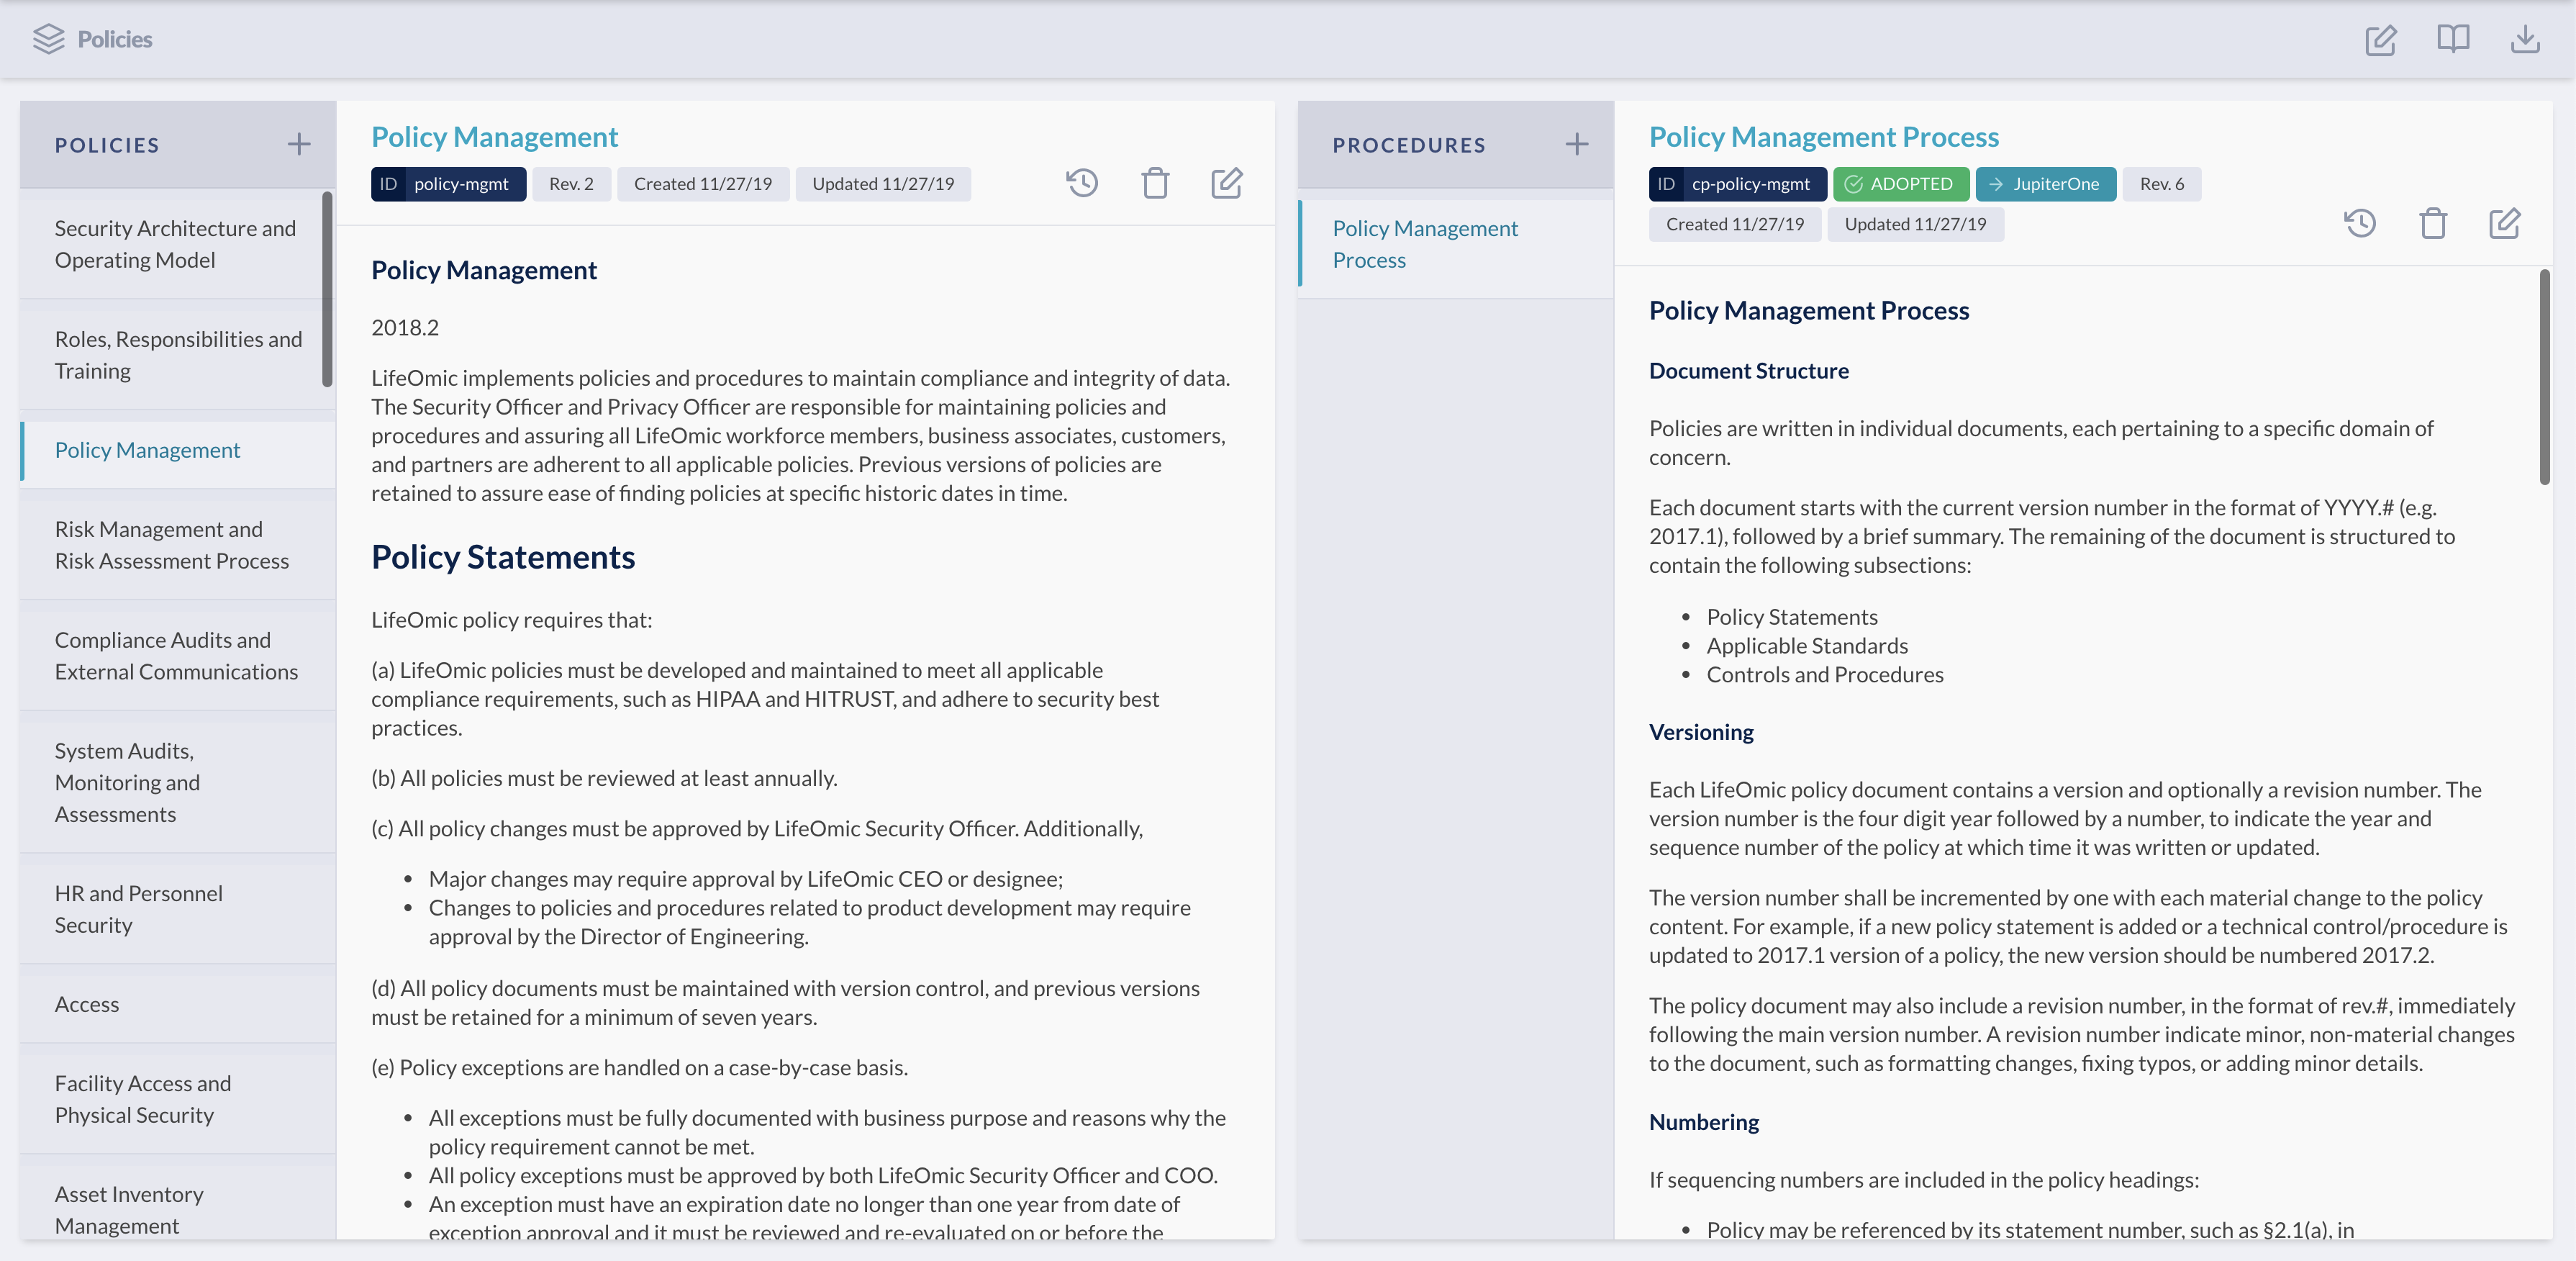 Policies
POLICIES
Security Architecture and
Operating Model
Roles, Responsibilities and
Training
Policy Management
Risk Management and
Risk Assessment Process
Compliance Audits and
External Communications
System Audits,
Monitoring and
Assessments
HR and Personnel
Security
Access
Facility Access and
Physical Security
Asset Inventory
Management
Policy Management
ID policy-mgmt Rev. 2 Created 11/27/19 Updated 11/27/19
Policy Management
2018.2
LifeOmic implements policies and procedures to maintain compliance and integrity of data.
The Security Officer and Privacy Officer are responsible for maintaining policies and
procedures and assuring all LifeOmic workforce members, business associates, customers,
and partners are adherent to all applicable policies. Previous versions of policies are
retained to assure ease of finding policies at specific historic dates in time.
Policy Statements
LifeOmic policy requires that:
(a) LifeOmic policies must be developed and maintained to meet all applicable
compliance requirements, such as HIPAA and HITRUST, and adhere to security best
practices.
(b) All policies must be reviewed at least annually.
(c) All policy changes must be approved by LifeOmic Security Officer. Additionally,
• Major changes may require approval by LifeOmic CEO or designee;
• Changes to policies and procedures related to product development may require
approval by the Director of Engineering.
(d) All policy documents must be maintained with version control, and previous versions
must be retained for a minimum of seven years.
(e) Policy exceptions are handled on a case-by-case basis.
• All exceptions must be fully documented with business purpose and reasons why the
policy requirement cannot be met.
• All policy exceptions must be approved by both LifeOmic Security Officer and COO.
• An exception must have an expiration date no longer than one year from date of
exception approval and it must be reviewed and re-evaluated on or before the
PROCEDURES
Policy Management
Process
Policy Management Process
ID cp-policy-mgmt ADOPTED JupiterOne Rev. 6
Created 11/27/19 Updated 11/27/19
Policy Management Process
Document Structure
Policies are written in individual documents, each pertaining to a specific domain of
concern.
Each document starts with the current version number in the format of YYYY.# (e.g.
2017.1), followed by a brief summary. The remaining of the document is structured to
contain the following subsections:
• Policy Statements
• Applicable Standards
• Controls and Procedures
Versioning
Each LifeOmic policy document contains a version and optionally a revision number. The
version number is the four digit year followed by a number, to indicate the year and
sequence number of the policy at which time it was written or updated.
The version number shall be incremented by one with each material change to the policy
content. For example, if a new policy statement is added or a technical control/procedure is
updated to 2017.1 version of a policy, the new version should be numbered 2017.2.
The policy document may also include a revision number, in the format of rev.#, immediately
following the main version number. A revision number indicate minor, non-material changes
to the document, such as formatting changes, fixing typos, or adding minor details.
Numbering
If sequencing numbers are included in the policy headings:
• Policy may be referenced by its statement number, such as §2.1(a), in